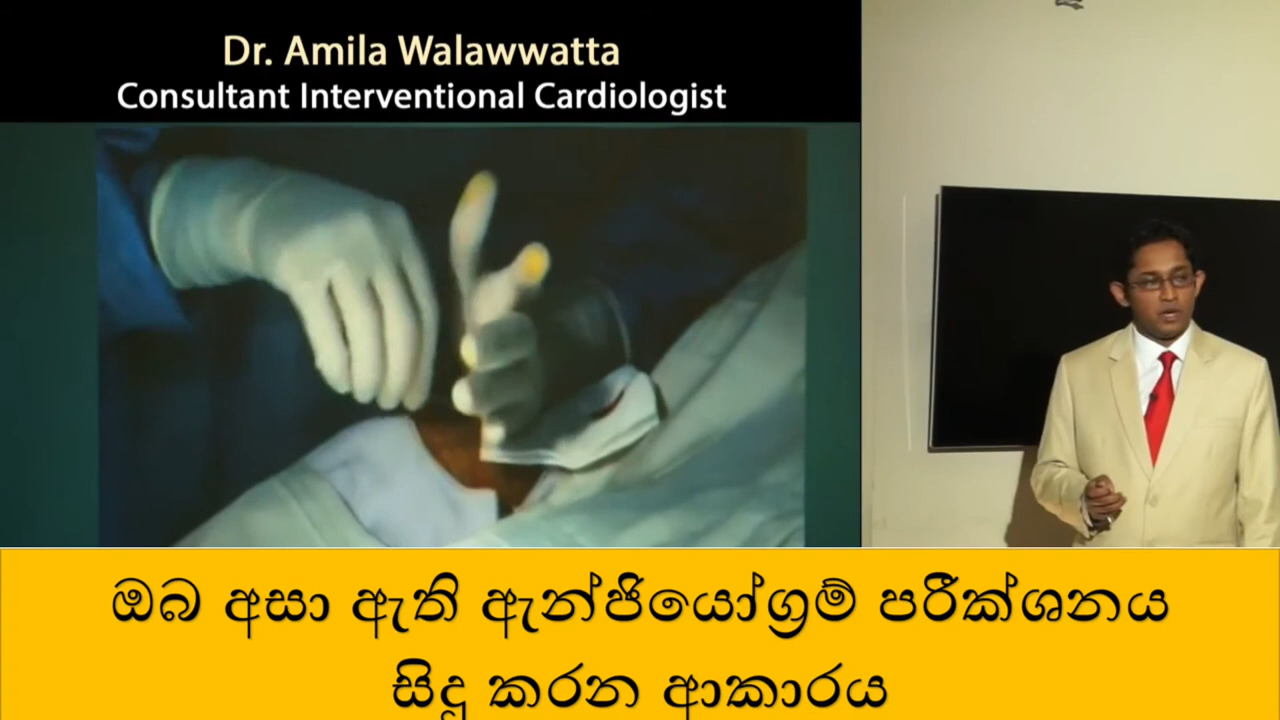 Dr. Amila Walawwatta
Consultant Interventional Cardiologist
ඔබ අසා ඇති ඇන්ජියෝග්‍රම් පරීක්ශනය
සිදු කරන ආකාරය